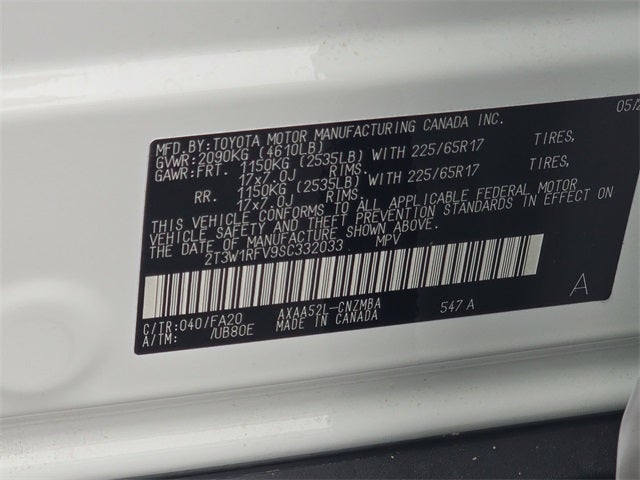 MFD. BY: TOYOTA MOTOR MANUFACTURING CANADA INC. 05/2
GVWR: 2090KG (4610LB)
GAWR: FRT. 1150KG (2535LB) WITH 225/65R17 TIRES,
17x7.0J RIMS.
RR. 1150KG (2535LB) WITH 225/65R17 TIRES,
17x7.0J RIMS.
THIS VEHICLE CONFORMS TO ALL APPLICABLE FEDERAL MOTOR
VEHICLE SAFETY AND THEFT PREVENTION STANDARDS IN EFFECT ON
THE DATE OF MANUFACTURE SHOWN ABOVE.
2T3W1RFV9SC332033 MPV
C/TR: 040/FA20 AXAA52L-CNZMBA 547 A A
A/TM: /UB80E MADE IN CANADA